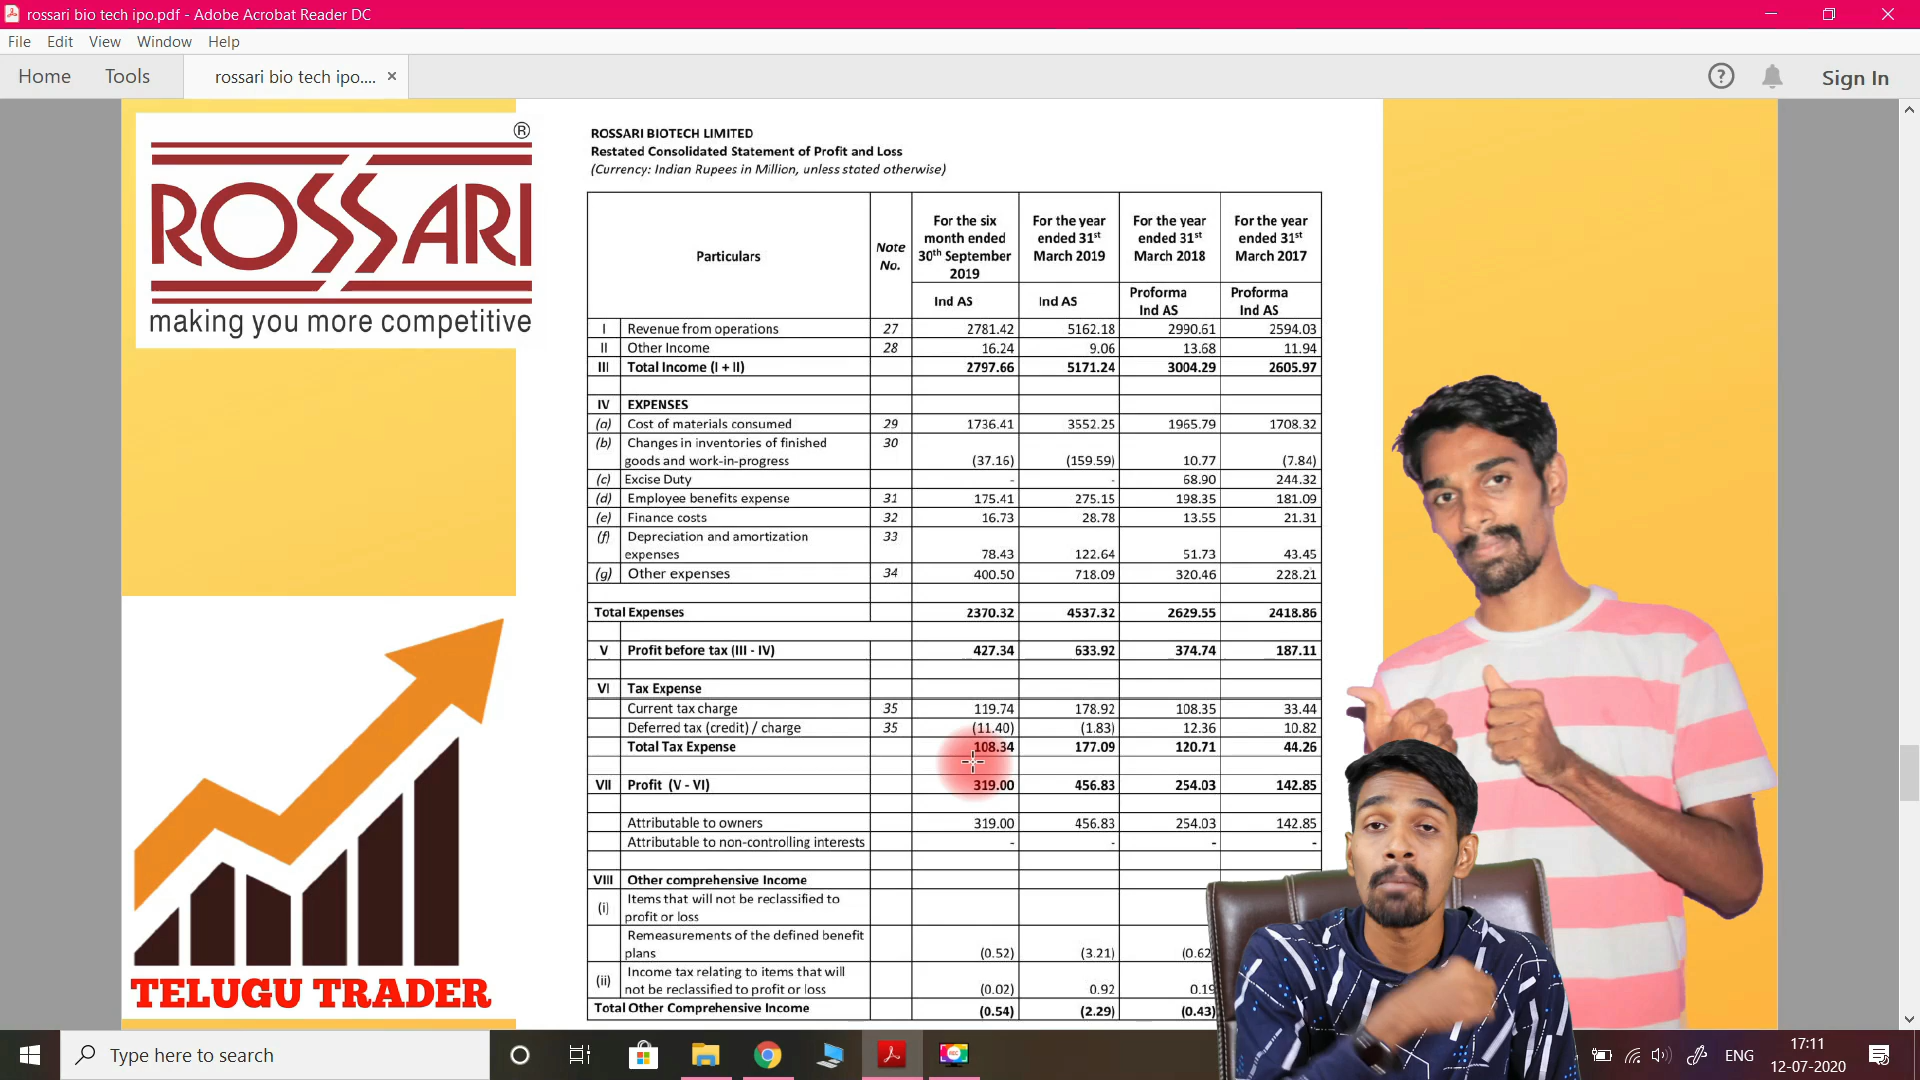 rossari bio tech ipo.pdf - Adobe Acrobat Reader DC
File Edit View Window Help
Home Tools rossari bio tech ipo.... × Sign In
ROSSARI ®
making you more competitive
TELUGU TRADER
ROSSARI BIOTECH LIMITED
Restated Consolidated Statement of Profit and Loss
(Currency: Indian Rupees in Million, unless stated otherwise)
Particulars Note No. For the six month ended 30th September 2019 For the year ended 31st March 2019 For the year ended 31st March 2018 For the year ended 31st March 2017
Ind AS Ind AS Proforma Ind AS Proforma Ind AS
I Revenue from operations 27 2781.42 5162.18 2990.61 2594.03
II Other Income 28 16.24 9.06 13.68 11.94
III Total Income (I + II) 2797.66 5171.24 3004.29 2605.97
IV EXPENSES
(a) Cost of materials consumed 29 1736.41 3552.25 1965.79 1708.32
(b) Changes in inventories of finished 30
goods and work-in-progress (37.16) (159.59) 10.77 (7.84)
(c) Excise Duty - - 68.90 244.32
(d) Employee benefits expense 31 175.41 275.15 198.35 181.09
(e) Finance costs 32 16.73 28.78 13.55 21.31
(f) Depreciation and amortization 33
expenses 78.43 122.64 51.73 43.45
(g) Other expenses 34 400.50 718.09 320.46 228.21
Total Expenses 2370.32 4537.32 2629.55 2418.86
V Profit before tax (III - IV) 427.34 633.92 374.74 187.11
VI Tax Expense
Current tax charge 35 119.74 178.92 108.35 33.44
Deferred tax (credit) / charge 35 (11.40) (1.83) 12.36 10.82
Total Tax Expense 108.34 177.09 120.71 44.26
VII Profit (V - VI) 319.00 456.83 254.03 142.85
Attributable to owners 319.00 456.83 254.03 142.85
Attributable to non-controlling interests - - - -
VIII Other comprehensive Income
(i) Items that will not be reclassified to
profit or loss
Remeasurements of the defined benefit
plans (0.52) (3.21) (0.62
(ii) Income tax relating to items that will
not be reclassified to profit or loss (0.02) 0.92 0.19
Total Other Comprehensive Income (0.54) (2.29) (0.43)
Type here to search
ENG 17:11
12-07-2020